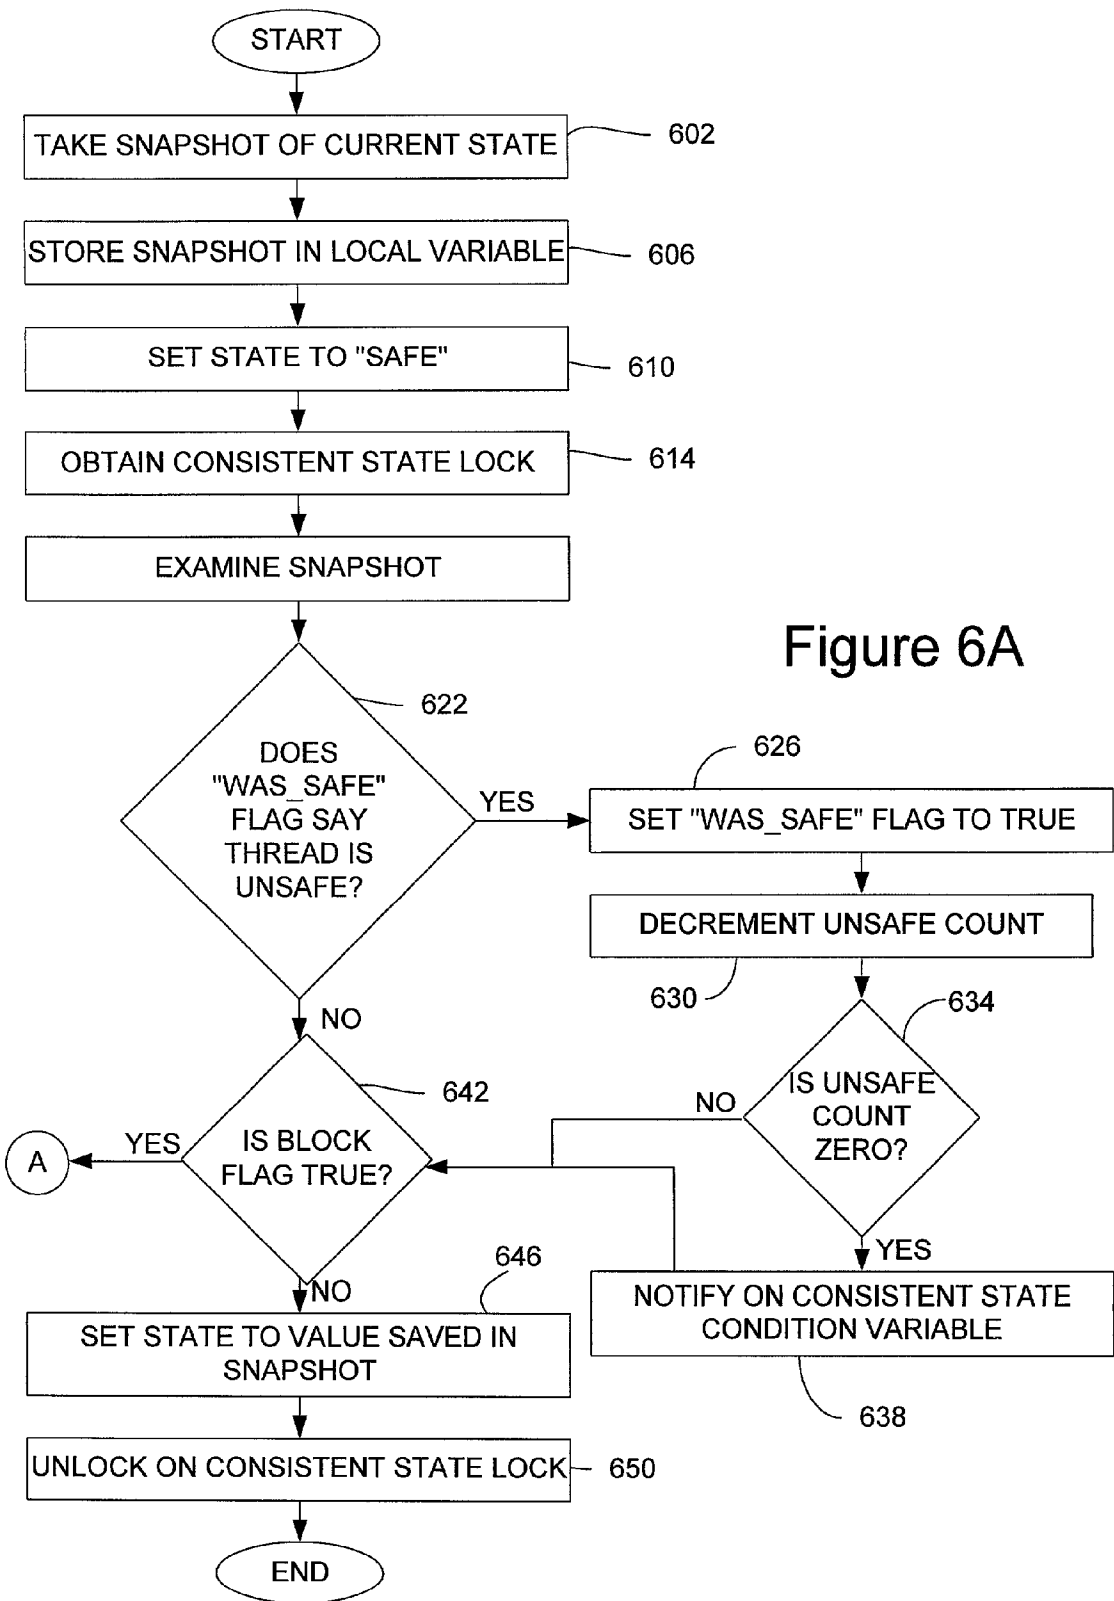 START
TAKE SNAPSHOT OF CURRENT STATE
602
STORE SNAPSHOT IN LOCAL VARIABLE
606
SET STATE TO "SAFE"
610
OBTAIN CONSISTENT STATE LOCK
614
EXAMINE SNAPSHOT
Figure 6A
622
DOES
"WAS_SAFE"
FLAG SAY
THREAD IS
UNSAFE?
YES
626
SET "WAS_SAFE" FLAG TO TRUE
DECREMENT UNSAFE COUNT
630
634
IS UNSAFE
COUNT
ZERO?
NO
YES
NOTIFY ON CONSISTENT STATE
CONDITION VARIABLE
638
NO
642
IS BLOCK
FLAG TRUE?
YES
A
NO
646
SET STATE TO VALUE SAVED IN
SNAPSHOT
UNLOCK ON CONSISTENT STATE LOCK
650
END